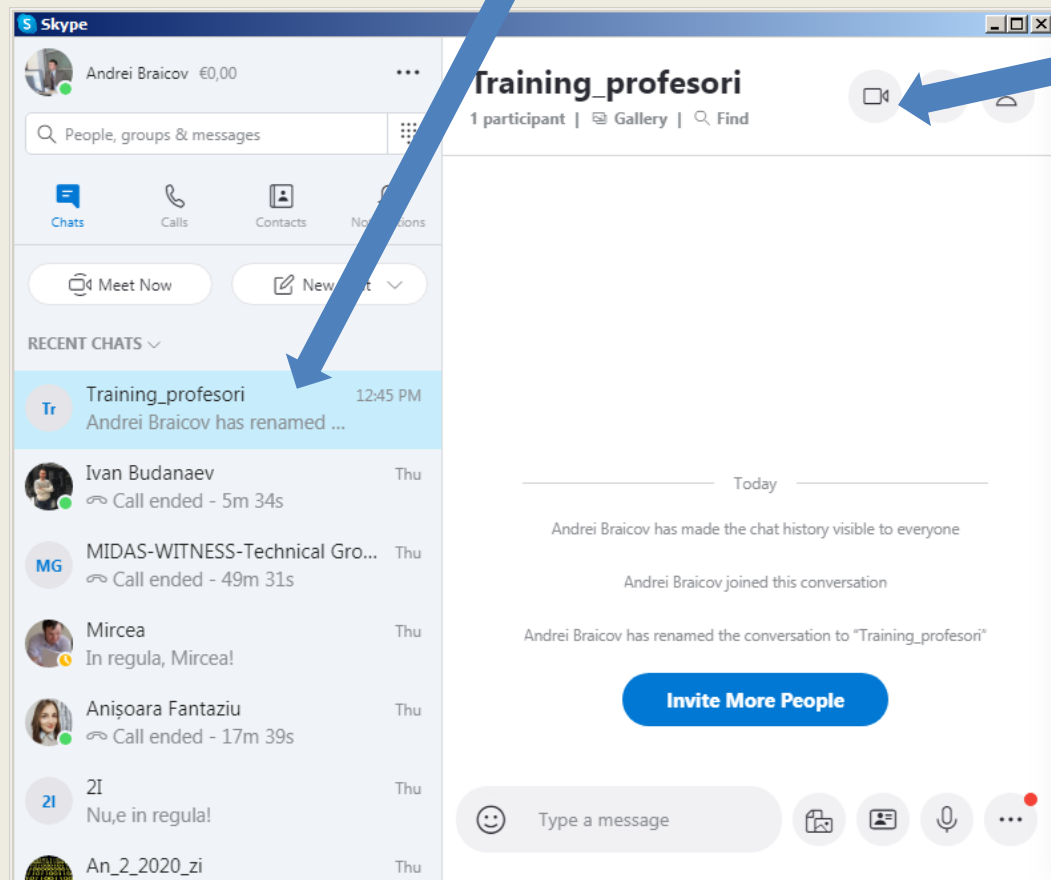 Skype
Andrei Braicov €0,00
People, groups & messages
Chats Calls Contacts
Meet Now New
RECENT CHATS
Tr Training_profesori 12:45 PM
Andrei Braicov has renamed ...
Ivan Budanaev Thu
Call ended - 5m 34s
MG MIDAS-WITNESS-Technical Gro... Thu
Call ended - 49m 31s
Mircea Thu
In regula, Mircea!
Anișoara Fantaziu Thu
Call ended - 17m 39s
2I 2I Thu
Nu,e in regula!
An_2_2020_zi Thu
Training_profesori
1 participant | Gallery | Find
Today
Andrei Braicov has made the chat history visible to everyone
Andrei Braicov joined this conversation
Andrei Braicov has renamed the conversation to "Training_profesori"
Invite More People
Type a message